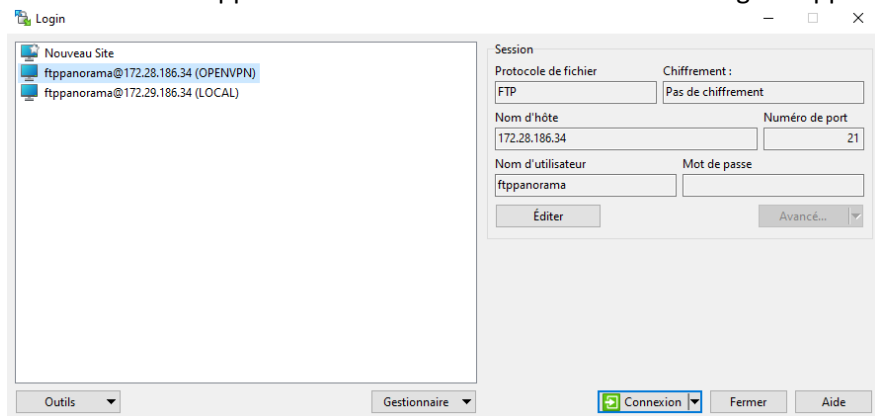 Login
Nouveau Site
ftppanorama@172.28.186.34 (OPENVPN)
ftppanorama@172.29.186.34 (LOCAL)
Session
Protocole de fichier Chiffrement :
FTP Pas de chiffrement
Nom d'hôte Numéro de port
172.28.186.34 21
Nom d'utilisateur Mot de passe
ftppanorama
Éditer Avancé...
Outils Gestionnaire Connexion Fermer Aide